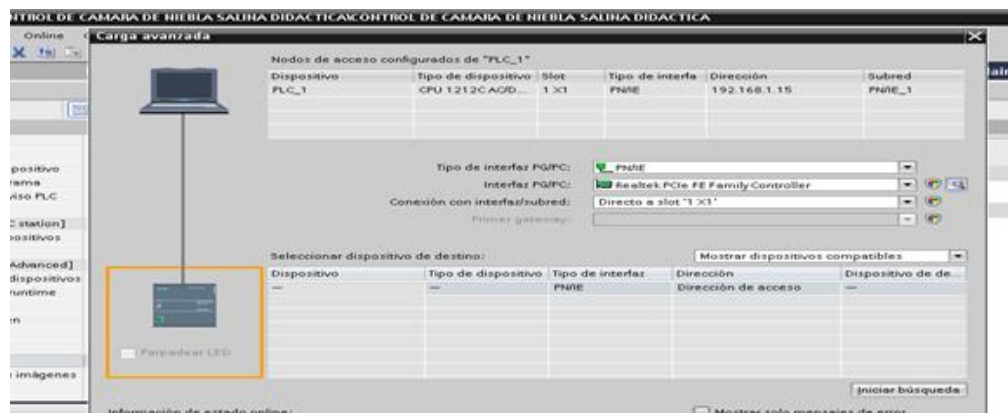 NTROL DE CAMARA DE NIEBLA SALINA DIDACTICA\CONTROL DE CAMARA DE NIEBLA SALINA DIDACTICA
Online
Carga avanzada
Nodos de acceso configurados de "PLC_1"
Dispositivo Tipo de dispositivo Slot Tipo de interfa Dirección Subred
PLC_1 CPU 1212C AC/D... 1 X1 PN/IE 192.168.1.15 PN/IE_1
Tipo de interfaz PG/PC: PN/IE
Interfaz PG/PC: Realtek PCIe FE Family Controller
Conexión con interfaz/subred: Directo a slot '1 X1'
Primer gateway:
Seleccionar dispositivos de destino: Mostrar dispositivos compatibles
Dispositivo Tipo de dispositivo Tipo de interfaz Dirección Dispositivo de de...
— — PN/IE Dirección de acceso —
Parpadear LED
Iniciar búsqueda
Información de estado online: Mostrar solo mensajes de error
positivo
rama
viso PLC
C station]
positivos
Advanced]
dispositivos
runtime
en
e imágenes